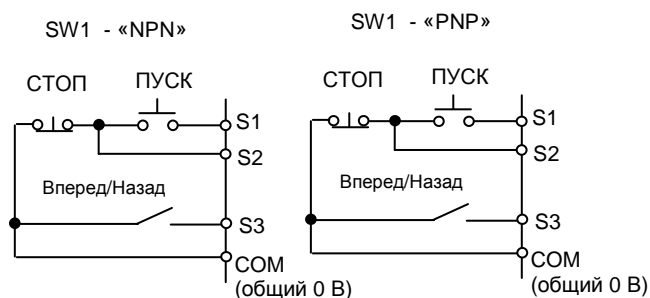 SW1 - «NPN»
СТОП ПУСК
S1
S2
Вперед/Назад
S3
COM
(общий 0 В)
SW1 - «PNP»
СТОП ПУСК
S1
S2
Вперед/Назад
S3
COM
(общий 0 В)